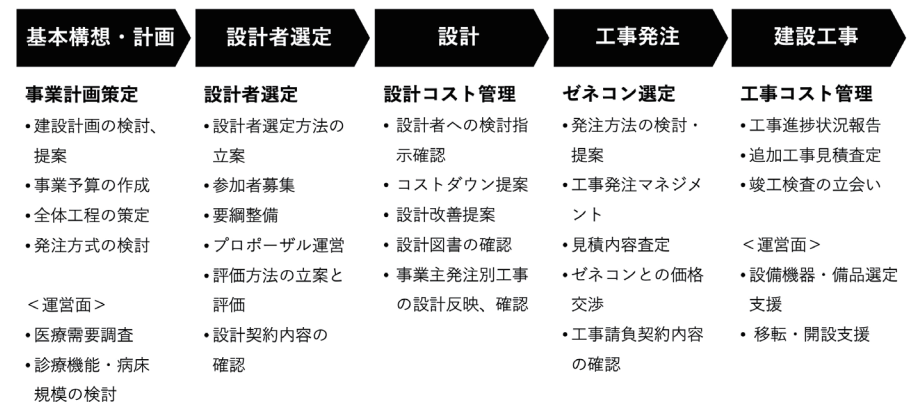 基本構想・計画
設計者選定
設計
工事発注
建設工事
事業計画策定
•建設計画の検討、
提案
•事業予算の作成
•全体工程の策定
•発注方式の検討
＜運営面＞
•医療需要調査
•診療機能・病床
規模の検討
設計者選定
•設計者選定方法の
立案
•参加者募集
•要綱整備
•プロポーザル運営
•評価方法の立案と
評価
•設計契約内容の
確認
設計コスト管理
• 設計者への検討指
示確認
• コストダウン提案
• 設計改善提案
• 設計図書の確認
• 事業主発注別工事
の設計反映、確認
ゼネコン選定
•発注方法の検討・
提案
•工事発注マネジメ
ント
•見積内容査定
•ゼネコンとの価格
交渉
•工事請負契約内容
の確認
工事コスト管理
•工事進捗状況報告
•追加工事見積査定
•竣工検査の立会い
＜運営面＞
•設備機器・備品選定
支援
• 移転・開設支援